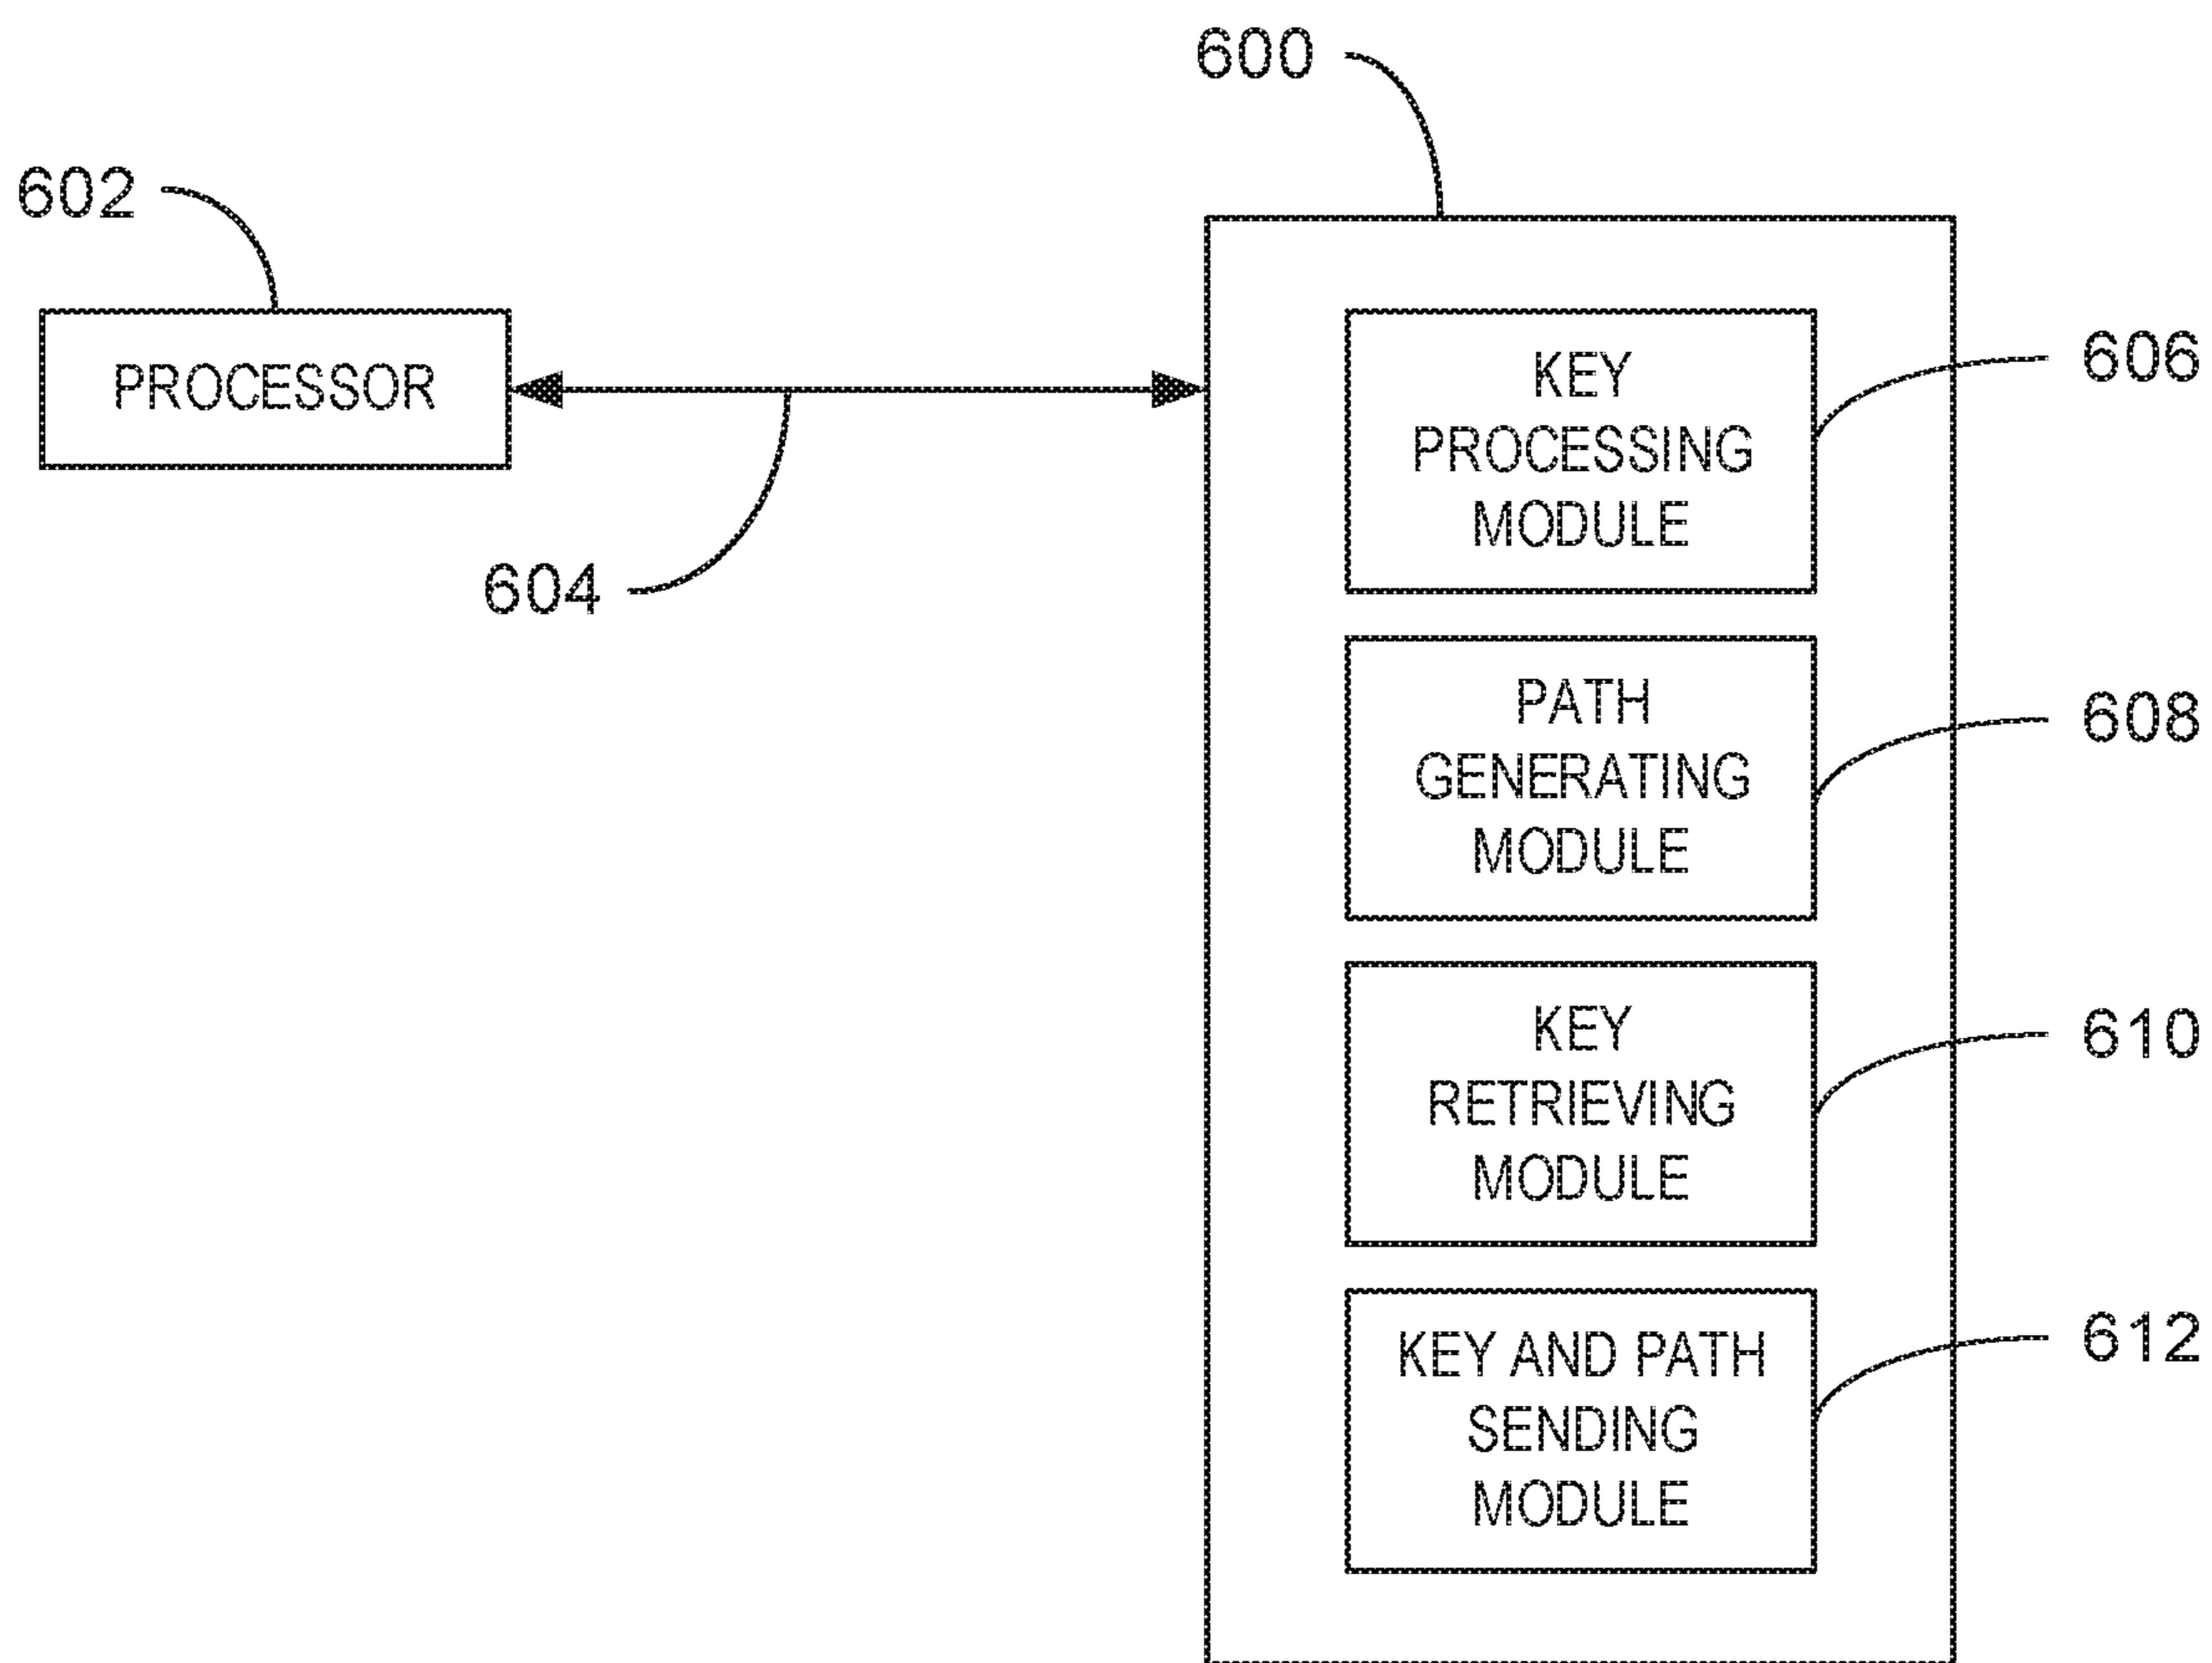 600
602
PROCESSOR
604
KEY
PROCESSING
MODULE
606
PATH
GENERATING
MODULE
608
KEY
RETRIEVING
MODULE
610
KEY AND PATH
SENDING
MODULE
612